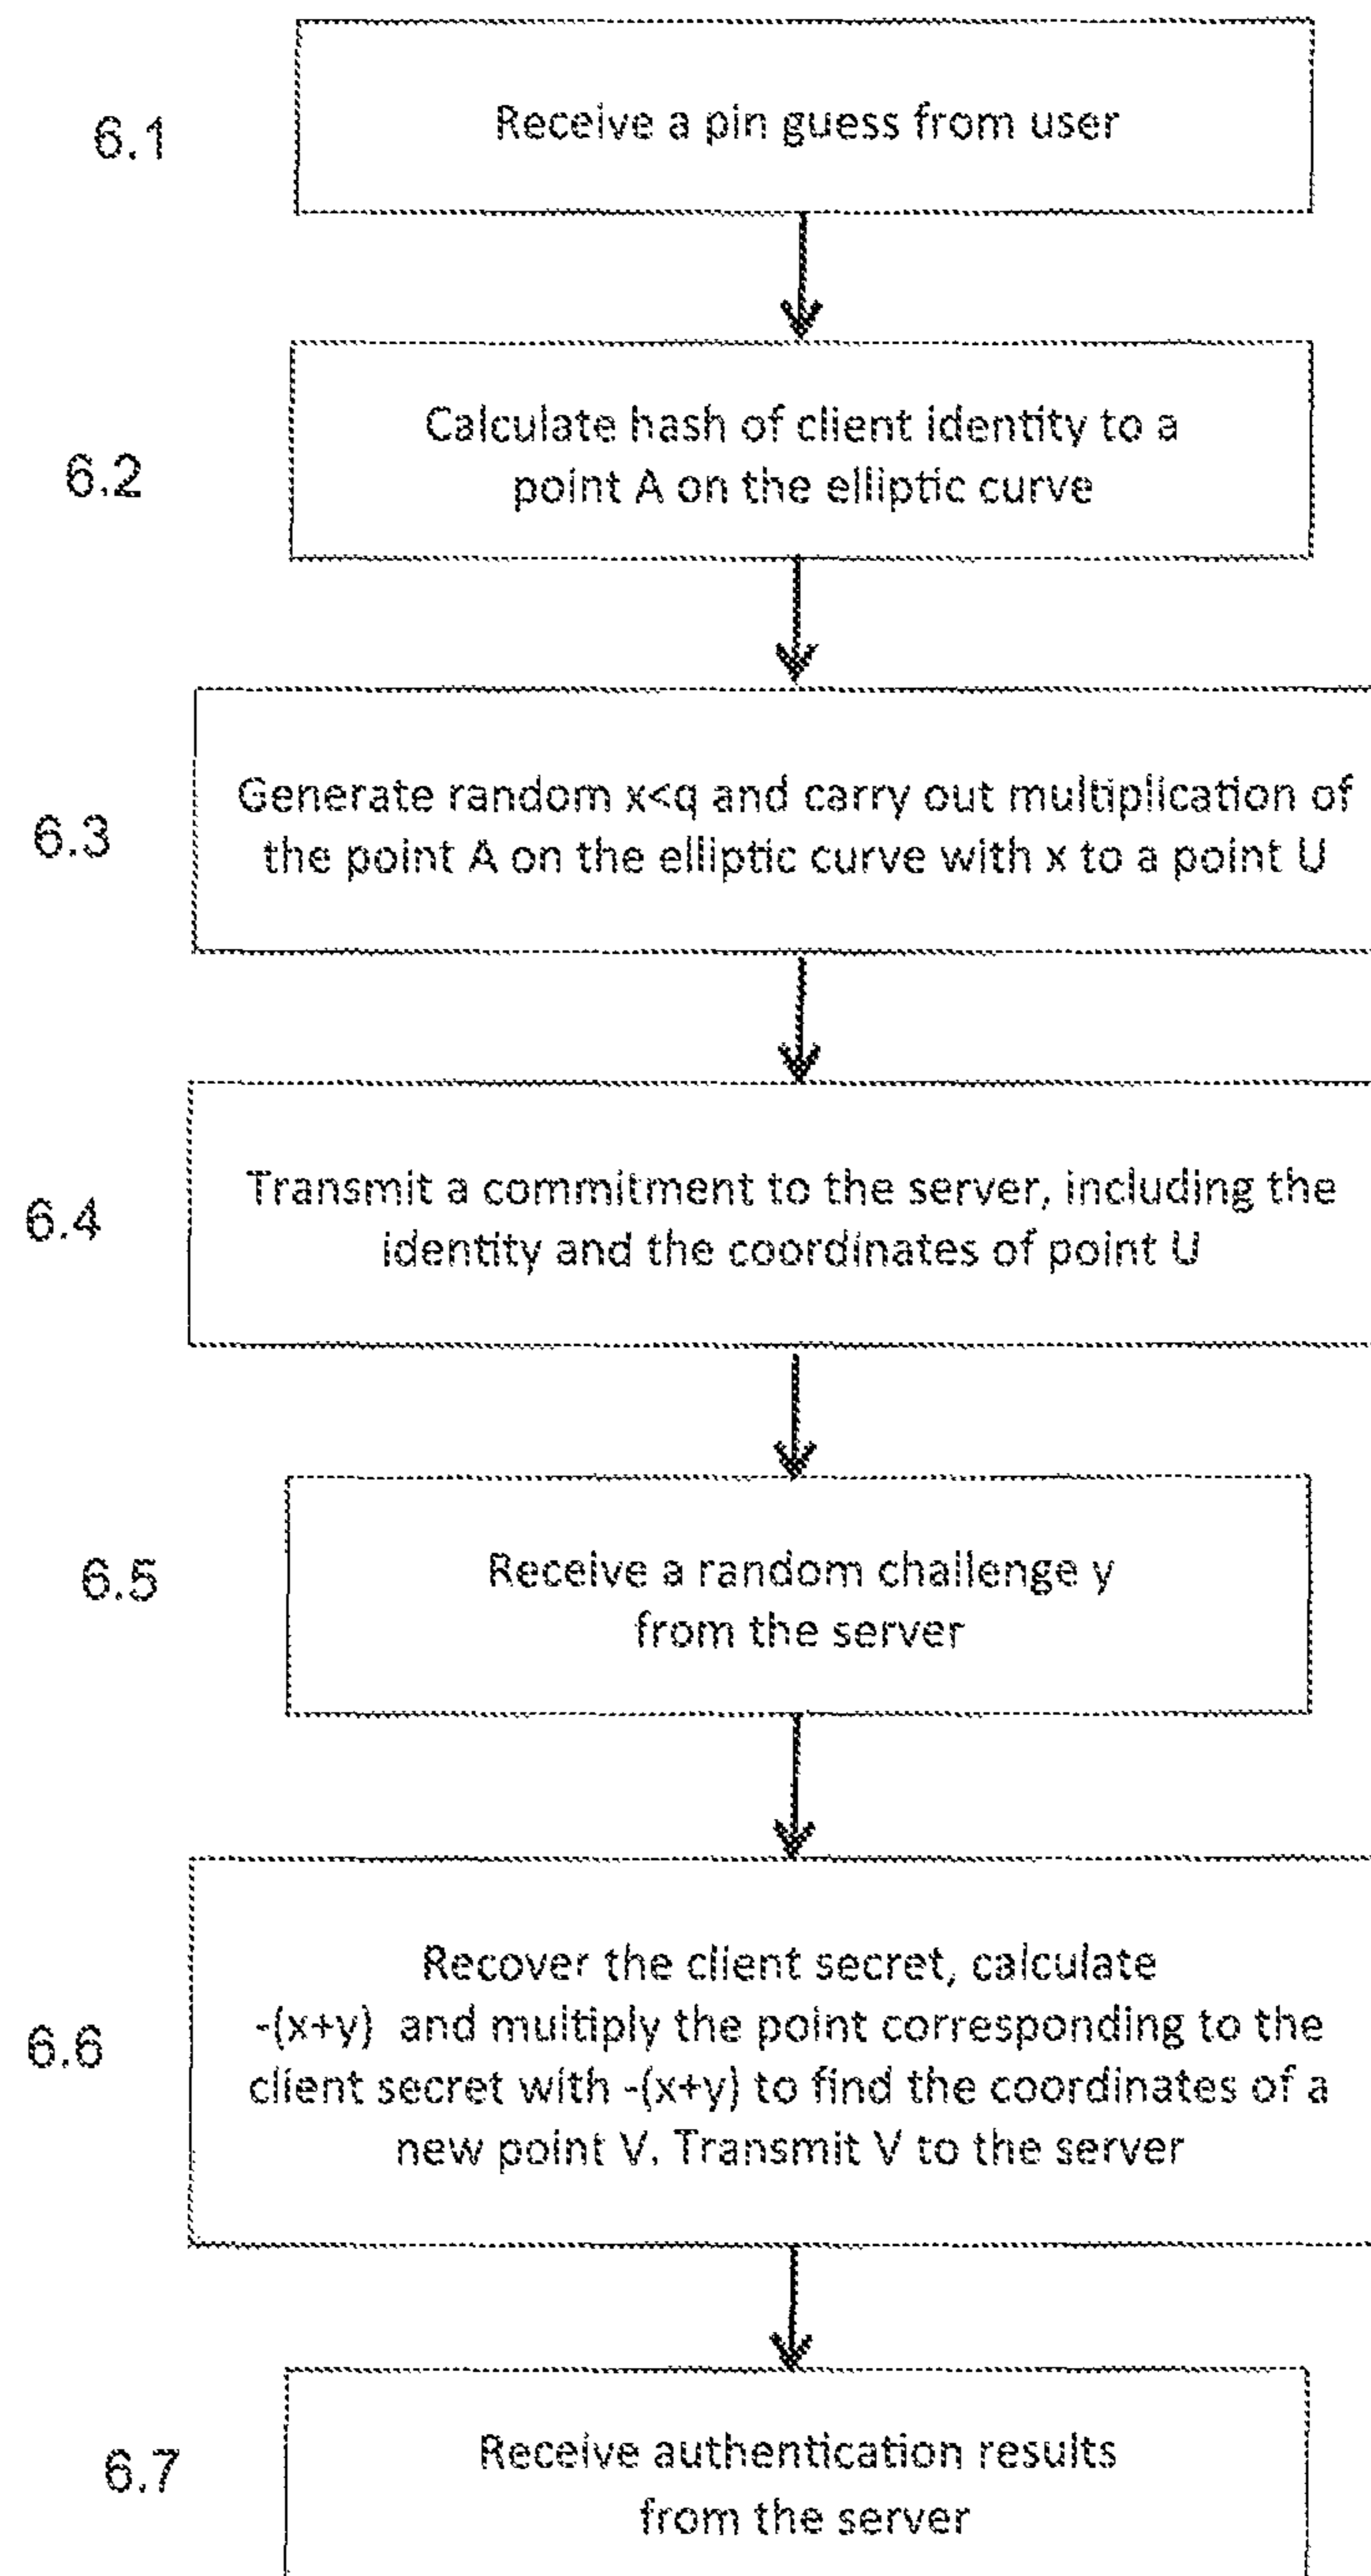 6.1
Receive a pin guess from user
6.2
Calculate hash of client identity to a
point A on the elliptic curve
6.3
Generate random x<q and carry out multiplication of
the point A on the elliptic curve with x to a point U
6.4
Transmit a commitment to the server, including the
identity and the coordinates of point U
6.5
Receive a random challenge y
from the server
6.6
Recover the client secret, calculate
-(x+y) and multiply the point corresponding to the
client secret with -(x+y) to find the coordinates of a
new point V. Transmit V to the server
6.7
Receive authentication results
from the server